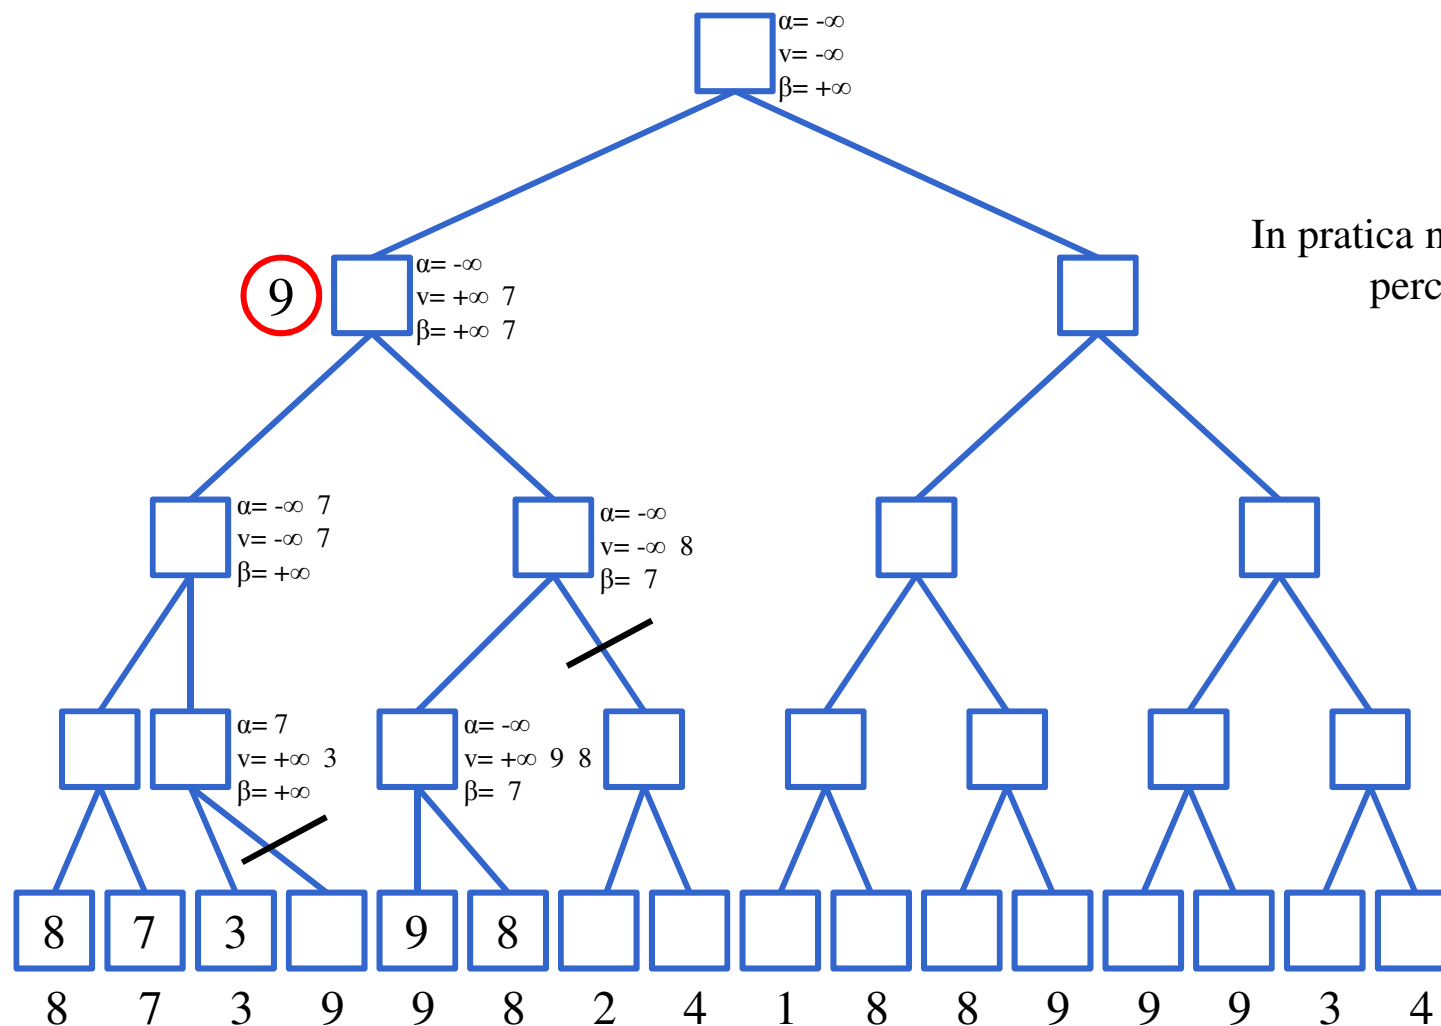 α= -∞
v= -∞
β= +∞
In pratica
9
α= -∞
v= +∞ 7
β= +∞ 7
α= -∞ 7
v= -∞ 7
β= +∞
α= -∞
v= -∞ 8
β= 7
α= 7
v= +∞ 3
β= +∞
α= -∞
v= +∞ 9 8
β= 7
8 7 3 9 8
8 7 3 9 9 8 2 4 1 8 8 9 9 9 3 4